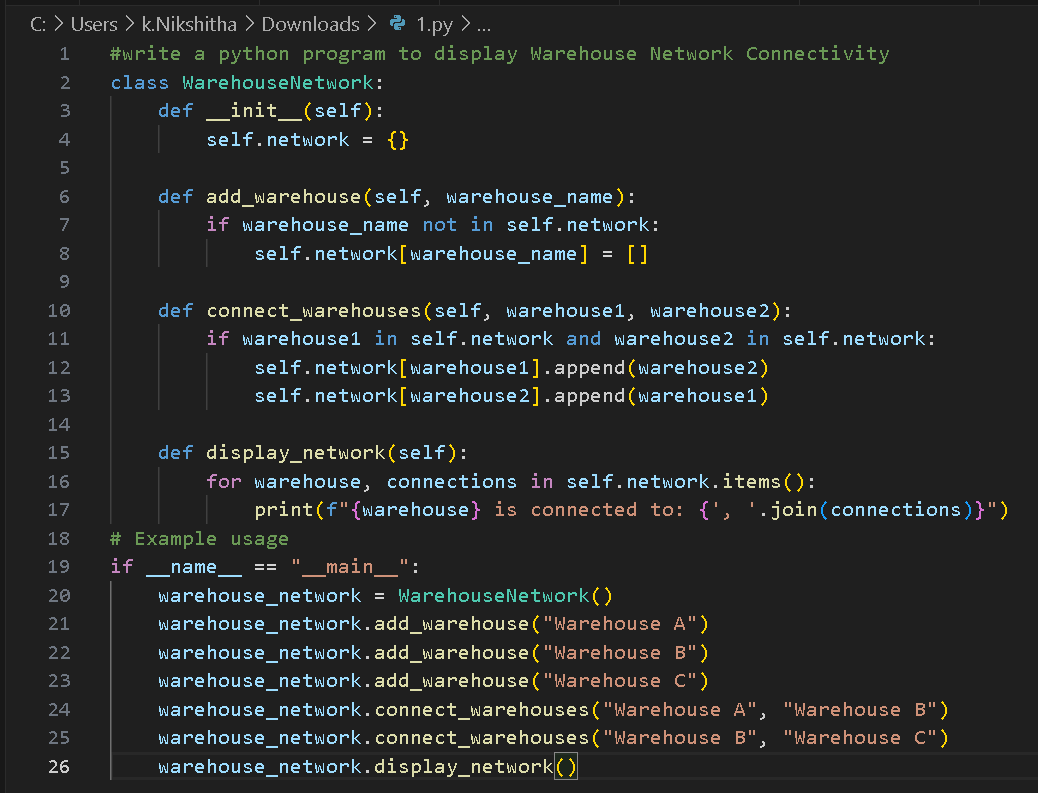 C: > Users > k.Nikshitha > Downloads > 1.py > ...
1 #write a python program to display Warehouse Network Connectivity
2 class WarehouseNetwork:
3     def __init__(self):
4         self.network = {}
5
6     def add_warehouse(self, warehouse_name):
7         if warehouse_name not in self.network:
8             self.network[warehouse_name] = []
9
10     def connect_warehouses(self, warehouse1, warehouse2):
11         if warehouse1 in self.network and warehouse2 in self.network:
12             self.network[warehouse1].append(warehouse2)
13             self.network[warehouse2].append(warehouse1)
14
15     def display_network(self):
16         for warehouse, connections in self.network.items():
17             print(f"{warehouse} is connected to: {', '.join(connections)}")
18 # Example usage
19 if __name__ == "__main__":
20     warehouse_network = WarehouseNetwork()
21     warehouse_network.add_warehouse("Warehouse A")
22     warehouse_network.add_warehouse("Warehouse B")
23     warehouse_network.add_warehouse("Warehouse C")
24     warehouse_network.connect_warehouses("Warehouse A", "Warehouse B")
25     warehouse_network.connect_warehouses("Warehouse B", "Warehouse C")
26     warehouse_network.display_network()